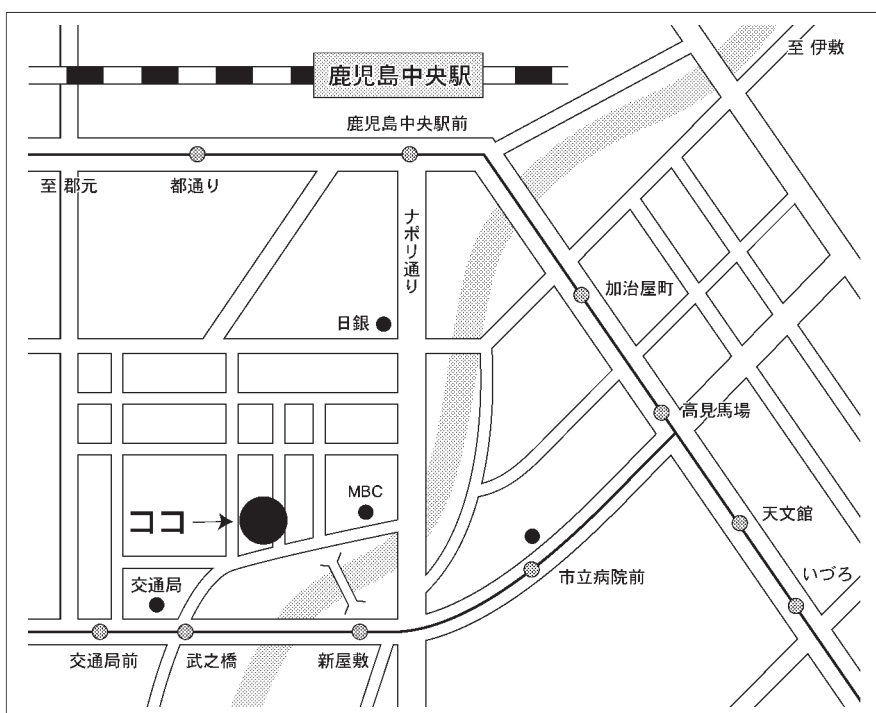 至 伊敷
鹿児島中央駅
鹿児島中央駅前
至 郡元
都通り
ナポリ通り
加治屋町
日銀
高見馬場
MBC
ココ
天文館
交通局
市立病院前
いづろ
交通局前
武之橋
新屋敷